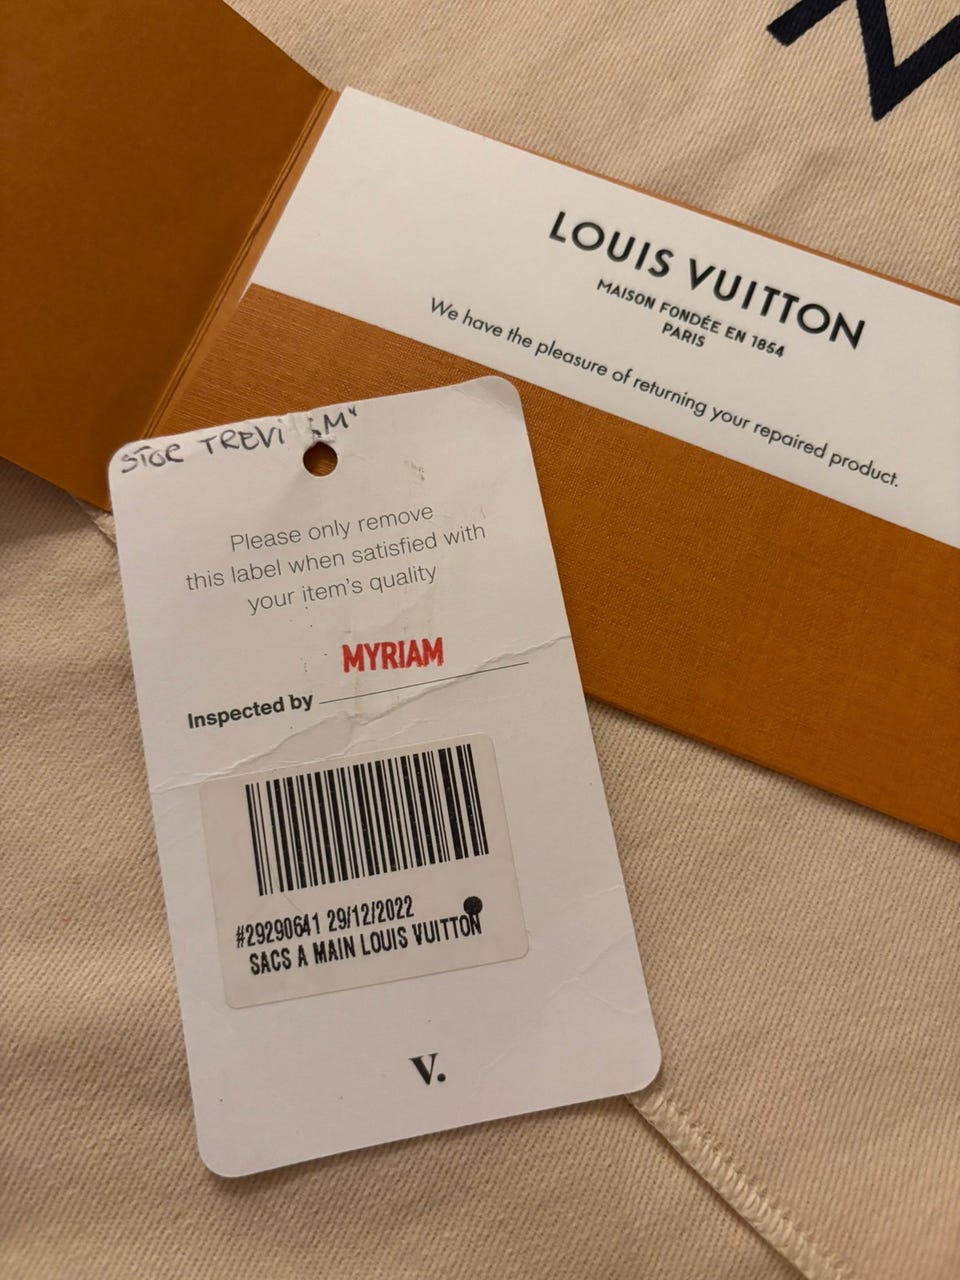 LOUIS VUITTON
MAISON FONDÉE EN 1854
PARIS
We have the pleasure of returning your repaired product.
TREVI
Please only remove
this label when satisfied with
your item's quality
MYRIAM
Inspected by
#29290641 29/12/2022
SACS A MAIN LOUIS VUITTON
V.